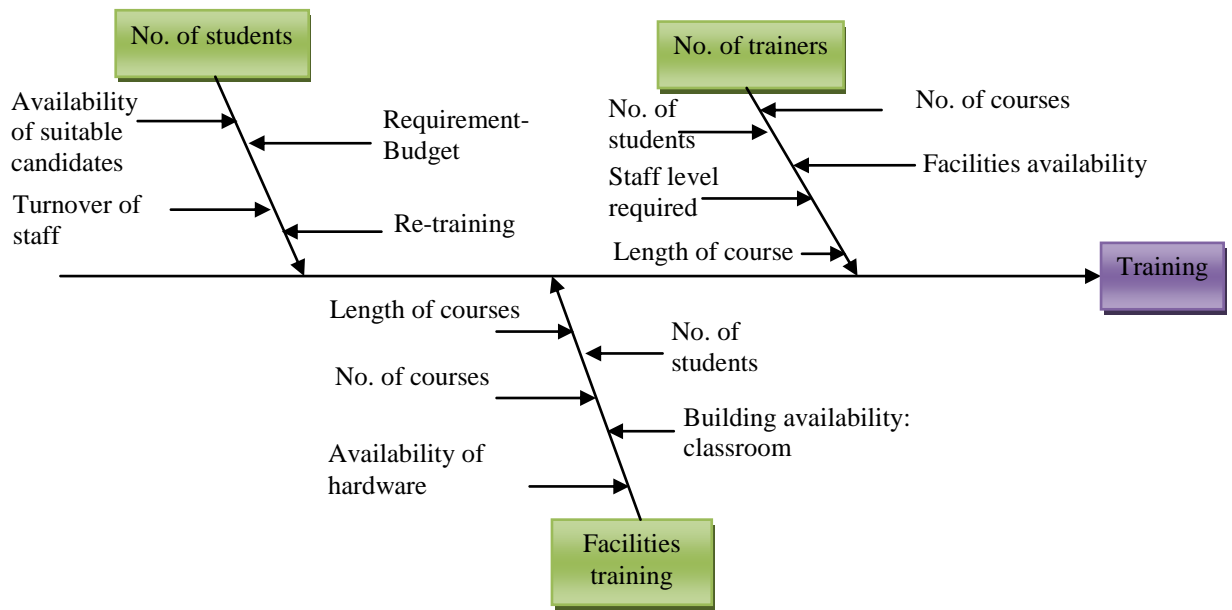 No. of students
No. of trainers
Availability
of suitable
candidates
Requirement-
Budget
Turnover of
staff
Re-training
No. of
students
No. of courses
Facilities availability
Staff level
required
Length of course
Training
Length of courses
No. of
students
No. of courses
Building availability:
classroom
Availability of
hardware
Facilities
training